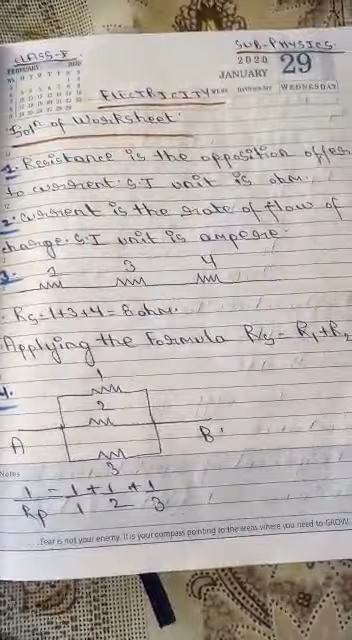 CLASS-X
SUB-PHYSICS
FEBRUARY 2020
2020
JANUARY 29
WEDNESDAY
ELECTRICITY
Solⁿ of Worksheet
1. Resistance is the opposition offer
to current. S.I unit is ohm.
2. Current is the rate of flow of
charge. S.I unit is ampere.
3. 1 3 4
Rs=1+3+4=8 ohm.
Applying the formula Rs = R₁+R₂
4. 1
2
A B
3
Notes
1/Rp = 1/1 + 1/2 + 1/3
Fear is not your enemy. It is your compass pointing to the areas where you need to GROW.